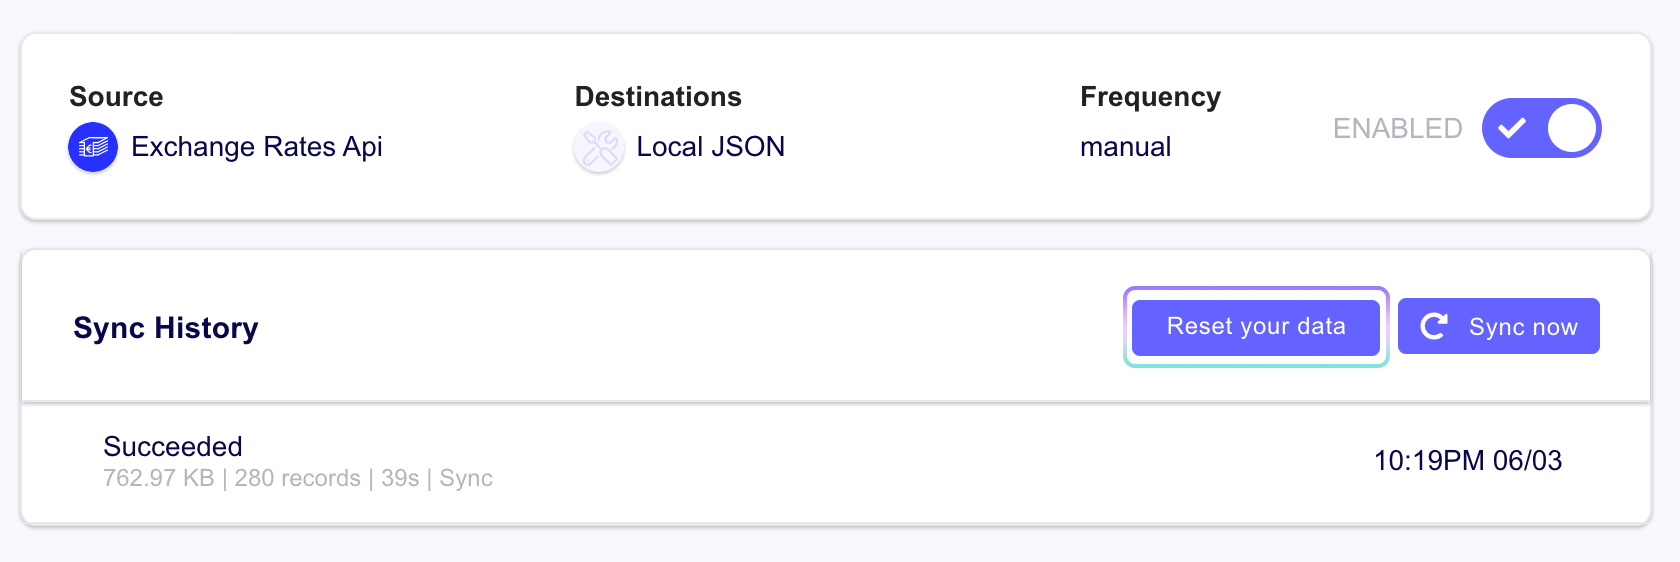 Source
Exchange Rates Api
Destinations
Local JSON
Frequency
manual
ENABLED
Sync History
Reset your data
Sync now
Succeeded
762.97 KB | 280 records | 39s | Sync
10:19PM 06/03